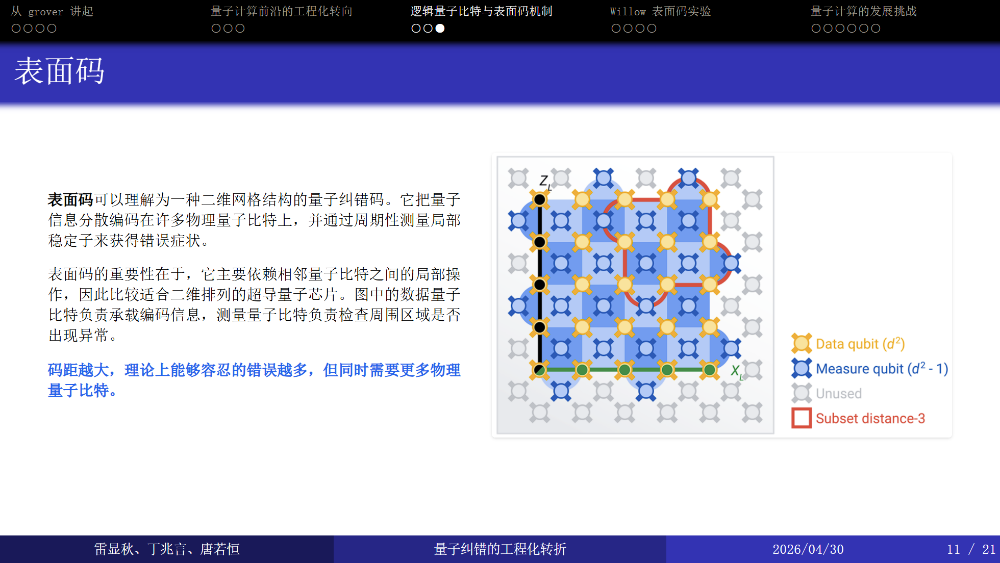 从 grover 讲起
量子计算前沿的工程化转向
逻辑量子比特与表面码机制
Willow 表面码实验
量子计算的发展挑战
表面码
表面码可以理解为一种二维网格结构的量子纠错码。它把量子
信息分散编码在许多物理量子比特上，并通过周期性测量局部
稳定子来获得错误症状。
表面码的重要性在于，它主要依赖相邻量子比特之间的局部操
作，因此比较适合二维排列的超导量子芯片。图中的数据量子
比特负责承载编码信息，测量量子比特负责检查周围区域是否
出现异常。
码距越大，理论上能够容忍的错误越多，但同时需要更多物理
量子比特。
Z_L
X_L
Data qubit (d²)
Measure qubit (d² - 1)
Unused
Subset distance-3
雷显秋、丁兆言、唐若恒
量子纠错的工程化转折
2026/04/30
11 / 21